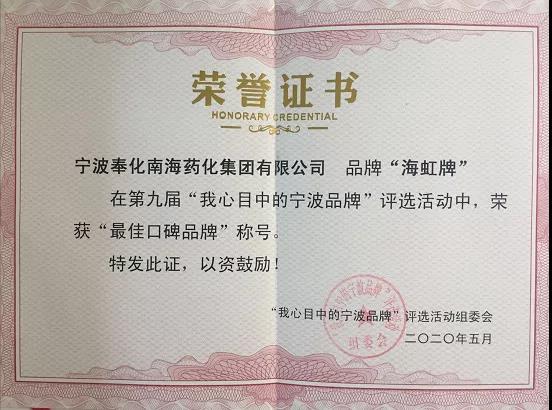 荣誉证书
HONORARY CREDENTIAL
宁波奉化南海药化集团有限公司 品牌“海虹牌”
在第九届“我心目中的宁波品牌”评选活动中，荣
获“最佳口碑品牌”称号。
特发此证，以资鼓励！
“我心目中的宁波品牌”评选活动组委会
二〇二〇年五月
组委会